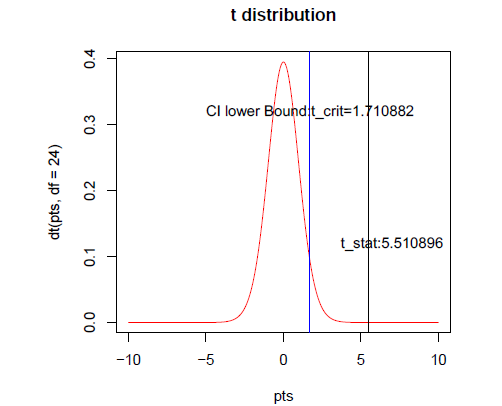 t distribution
dt(pts, df = 24)
0.4
0.3
0.2
0.1
0.0
CI lower Bound:t_crit=1.710882
t_stat:5.510896
−10
−5
0
5
10
pts